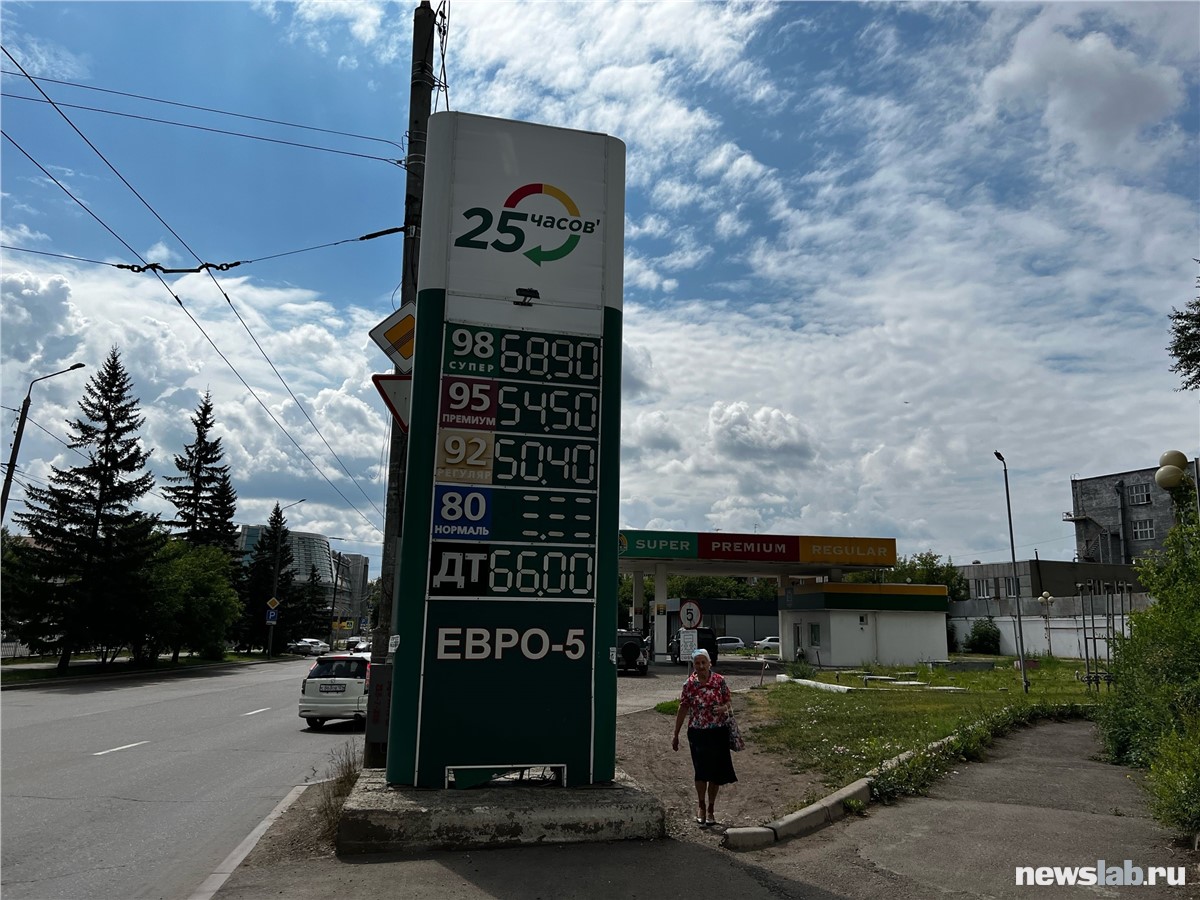 25 часов'
98 68.90
СУПЕР
95 54.50
ПРЕМИУМ
92 50.40
РЕГУЛЯР
80
НОРМАЛЬ
ДТ 66.00
ЕВРО-5
SUPER PREMIUM REGULAR
5
newslab.ru